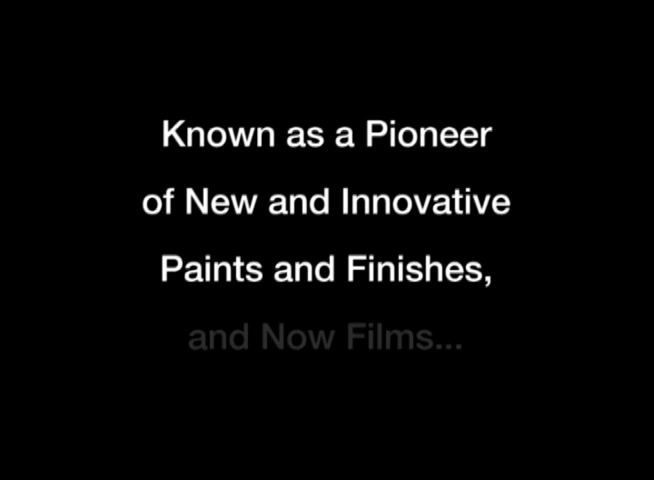 Known as a Pioneer
of New and Innovative
Paints and Finishes,
and Now Films...